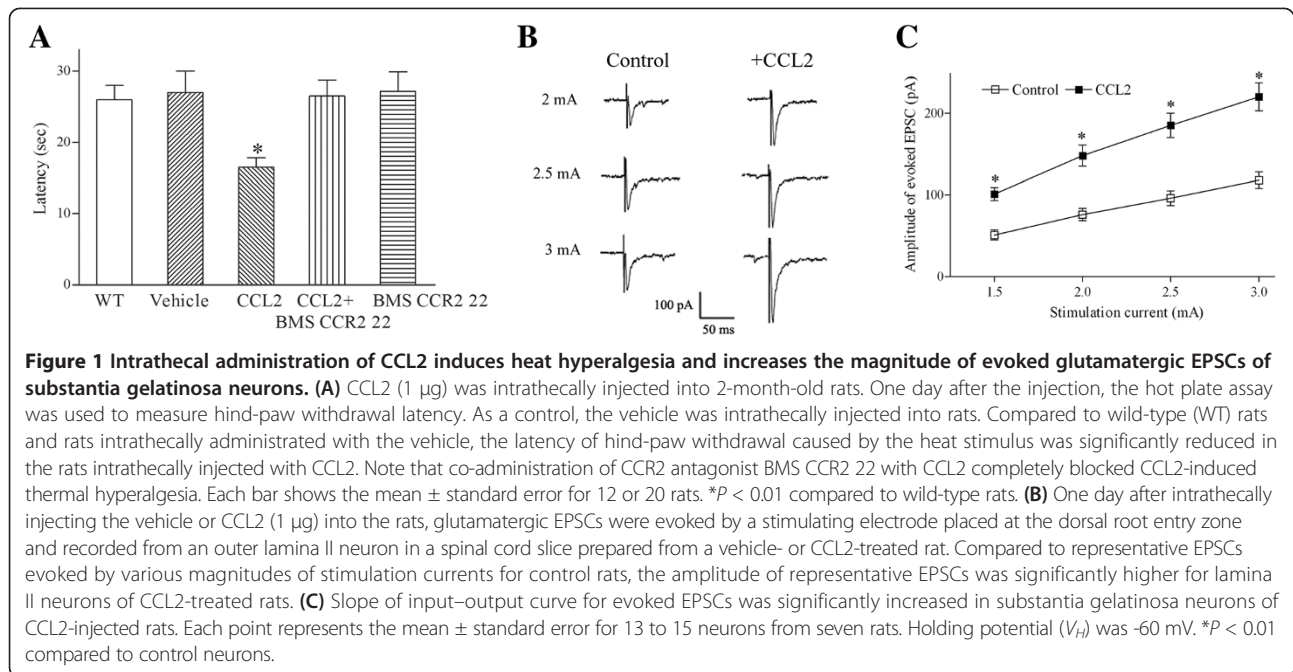 A
30
20
10
0
Latency (sec)
*
WT
Vehicle
CCL2
CCL2+
BMS CCR2 22
BMS CCR2 22
B
Control
+CCL2
2 mA
2.5 mA
3 mA
100 pA
50 ms
C
Control
CCL2
200
100
0
Amplitude of evoked EPSC (pA)
*
*
*
*
1.5
2.0
2.5
3.0
Stimulation current (mA)
Figure 1 Intrathecal administration of CCL2 induces heat hyperalgesia and increases the magnitude of evoked glutamatergic EPSCs of
substantia gelatinosa neurons. (A) CCL2 (1 μg) was intrathecally injected into 2-month-old rats. One day after the injection, the hot plate assay
was used to measure hind-paw withdrawal latency. As a control, the vehicle was intrathecally injected into rats. Compared to wild-type (WT) rats
and rats intrathecally administrated with the vehicle, the latency of hind-paw withdrawal caused by the heat stimulus was significantly reduced in
the rats intrathecally injected with CCL2. Note that co-administration of CCR2 antagonist BMS CCR2 22 with CCL2 completely blocked CCL2-induced
thermal hyperalgesia. Each bar shows the mean ± standard error for 12 or 20 rats. *P < 0.01 compared to wild-type rats. (B) One day after intrathecally
injecting the vehicle or CCL2 (1 μg) into the rats, glutamatergic EPSCs were evoked by a stimulating electrode placed at the dorsal root entry zone
and recorded from an outer lamina II neuron in a spinal cord slice prepared from a vehicle- or CCL2-treated rat. Compared to representative EPSCs
evoked by various magnitudes of stimulation currents for control rats, the amplitude of representative EPSCs was significantly higher for lamina
II neurons of CCL2-treated rats. (C) Slope of input–output curve for evoked EPSCs was significantly increased in substantia gelatinosa neurons of
CCL2-injected rats. Each point represents the mean ± standard error for 13 to 15 neurons from seven rats. Holding potential (VH) was -60 mV. *P < 0.01
compared to control neurons.